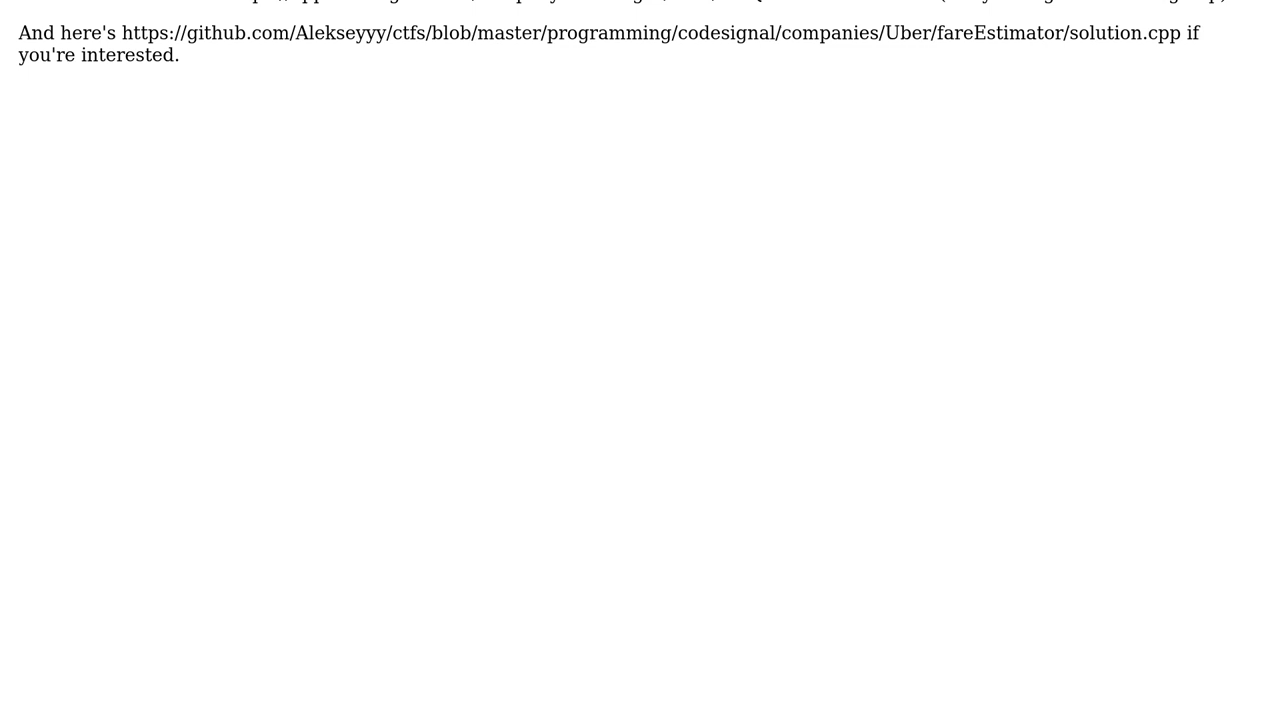 And here's https://github.com/Alekseyyy/ctfs/blob/master/programming/codesignal/companies/Uber/fareEstimator/solution.cpp if
you're interested.